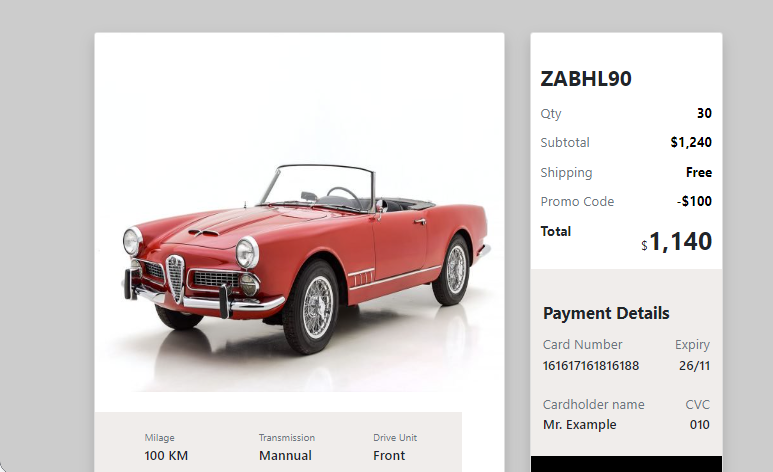 ZABHL90
Qty 30
Subtotal $1,240
Shipping Free
Promo Code -$100
Total $1,140
Payment Details
Card Number Expiry
161617161816188 26/11
Cardholder name CVC
Mr. Example 010
Milage Transmission Drive Unit
100 KM Mannual Front